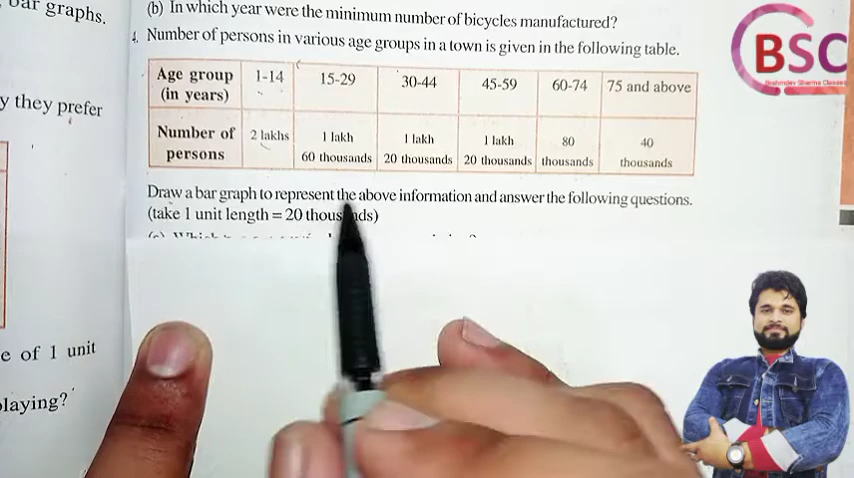 bar graphs.
y they prefer
e of 1 unit
playing?
(b) In which year were the minimum number of bicycles manufactured?
4. Number of persons in various age groups in a town is given in the following table.
Age group (in years) 1-14 15-29 30-44 45-59 60-74 75 and above
Number of persons 2 lakhs 1 lakh 60 thousands 1 lakh 20 thousands 1 lakh 20 thousands 80 thousands 40 thousands
Draw a bar graph to represent the above information and answer the following questions.
(take 1 unit length = 20 thousands)
BSC